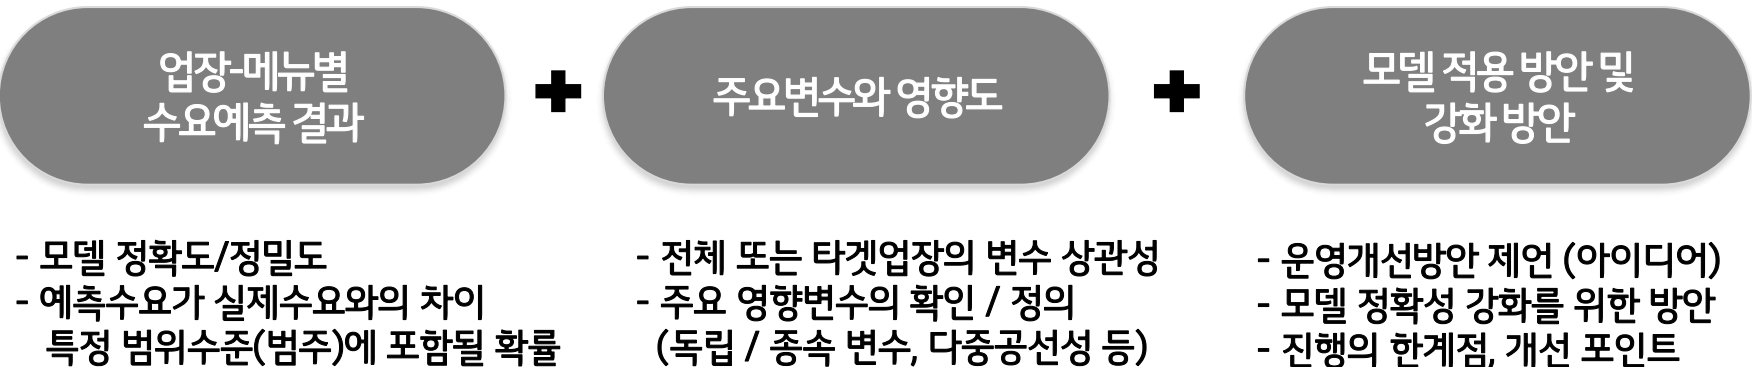 업장-메뉴별
수요예측 결과
주요변수와 영향도
모델 적용 방안 및
강화 방안
- 모델 정확도/정밀도
- 예측수요가 실제수요와의 차이
특정 범위수준(범주)에 포함될 확률
- 전체 또는 타겟업장의 변수 상관성
- 주요 영향변수의 확인 / 정의
(독립 / 종속 변수, 다중공선성 등)
- 운영개선방안 제언 (아이디어)
- 모델 정확성 강화를 위한 방안
- 진행의 한계점, 개선 포인트